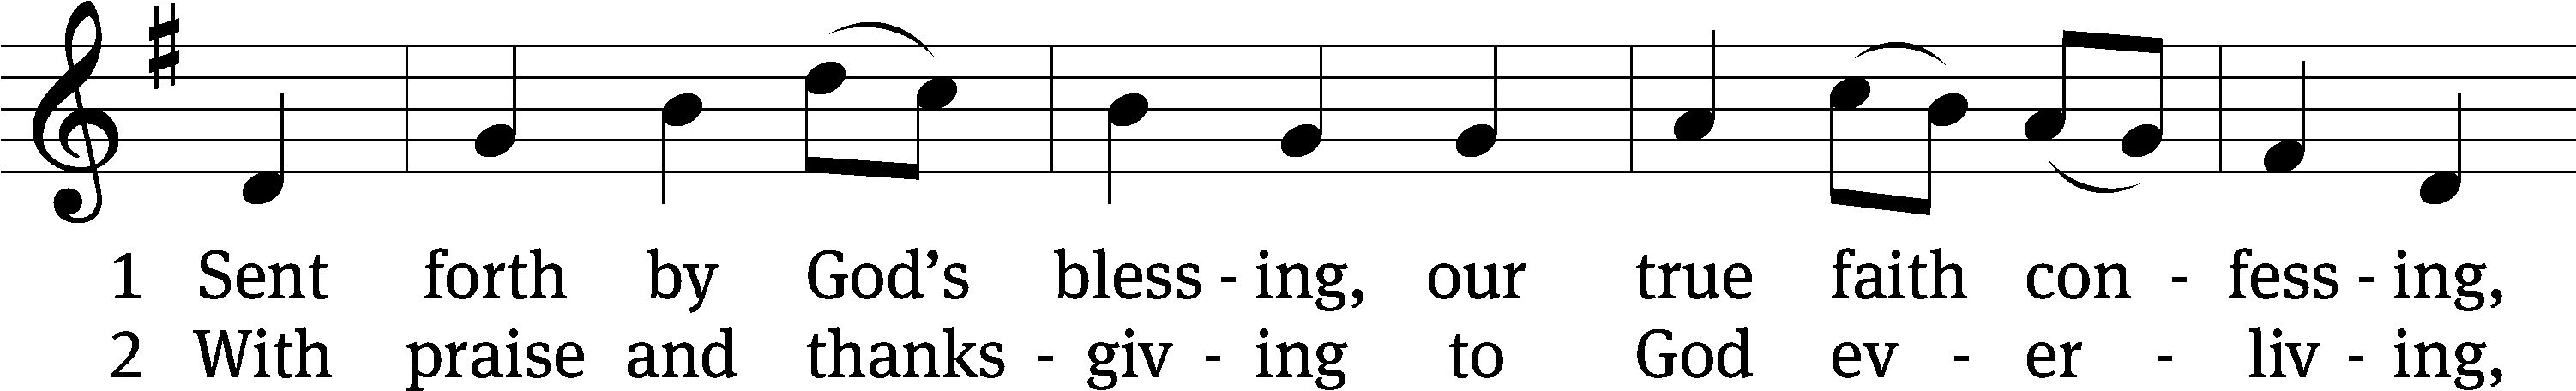 1 Sent forth by God’s bless - ing, our true faith con - fess - ing,
2 With praise and thanks - giv - ing to God ev - er - liv - ing,